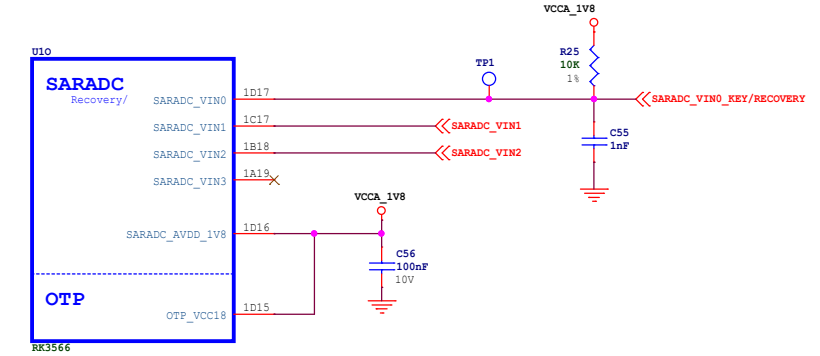 VCCA_1V8
U1O
R25
10K
1%
TP1
SARADC
Recovery/
SARADC_VIN0
1D17
SARADC_VIN0_KEY/RECOVERY
SARADC_VIN1
1C17
SARADC_VIN1
SARADC_VIN2
1B18
SARADC_VIN2
C55
1nF
SARADC_VIN3
1A19
VCCA_1V8
SARADC_AVDD_1V8
1D16
C56
100nF
10V
OTP
OTP_VCC18
1D15
RK3566